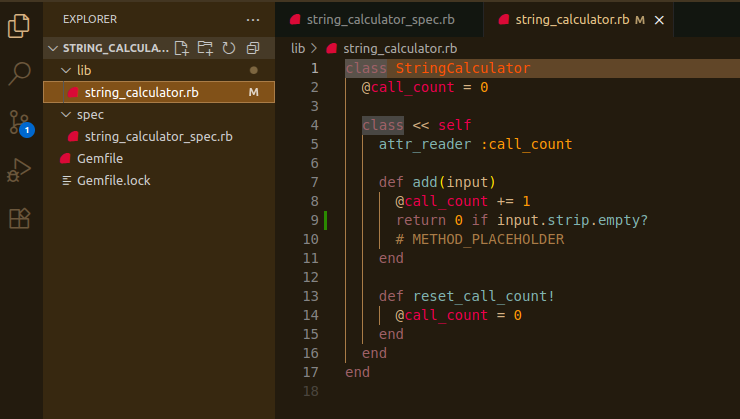 EXPLORER
STRING_CALCULA...
lib
string_calculator.rb M
spec
string_calculator_spec.rb
Gemfile
Gemfile.lock
1
string_calculator_spec.rb
string_calculator.rb M
lib > string_calculator.rb
1 class StringCalculator
2 @call_count = 0
3
4 class << self
5 attr_reader :call_count
6
7 def add(input)
8 @call_count += 1
9 return 0 if input.strip.empty?
10 # METHOD_PLACEHOLDER
11 end
12
13 def reset_call_count!
14 @call_count = 0
15 end
16 end
17 end
18